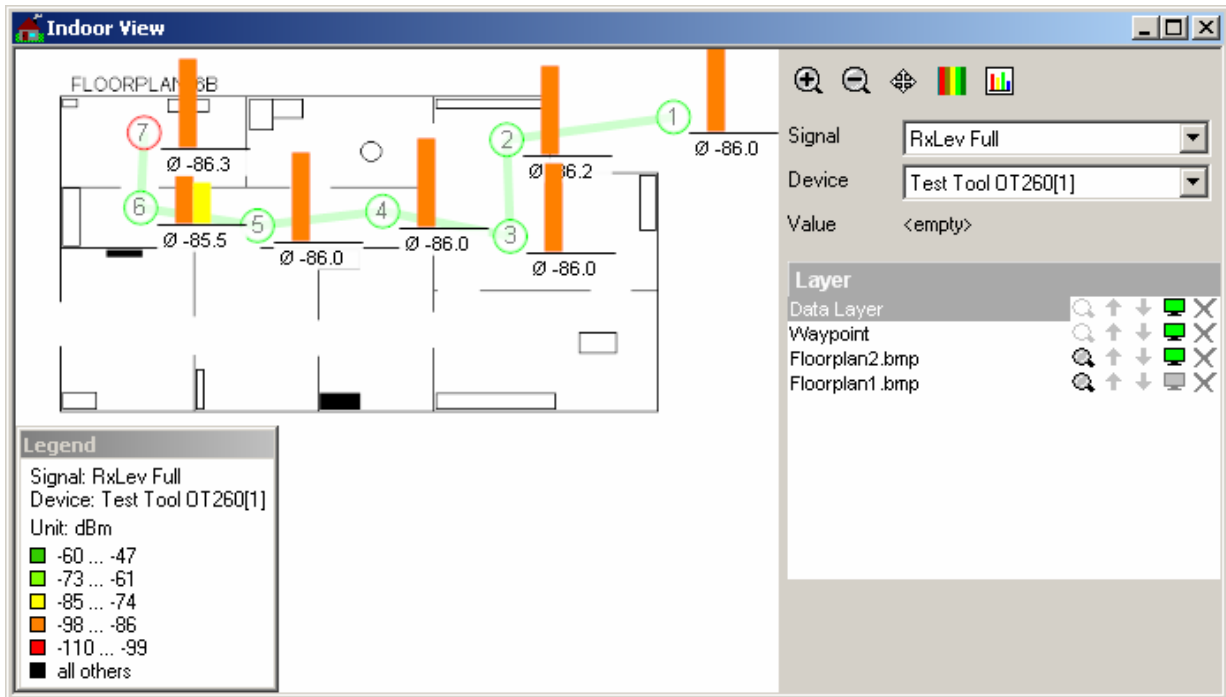 Indoor View
FLOORPLAN 6B
1
2
3
4
5
6
7
Ø -86.0
Ø -86.2
Ø -86.0
Ø -86.0
Ø -86.0
Ø -85.5
Ø -86.3
Signal RxLev Full
Device Test Tool OT260[1]
Value <empty>
Layer
Data Layer
Waypoint
Floorplan2.bmp
Floorplan1.bmp
Legend
Signal: RxLev Full
Device: Test Tool OT260[1]
Unit: dBm
-60 ... -47
-73 ... -61
-85 ... -74
-98 ... -86
-110 ... -99
all others